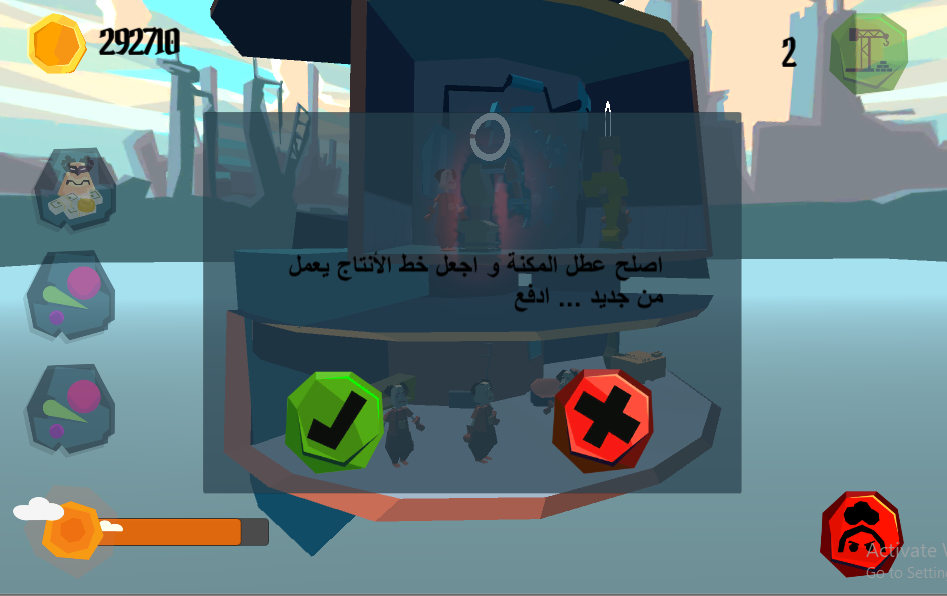 292710
2
اصلح عطل المكنة و اجعل خط الأنتاج يعمل
من جديد ... ادفع
Activate
Go to Settin